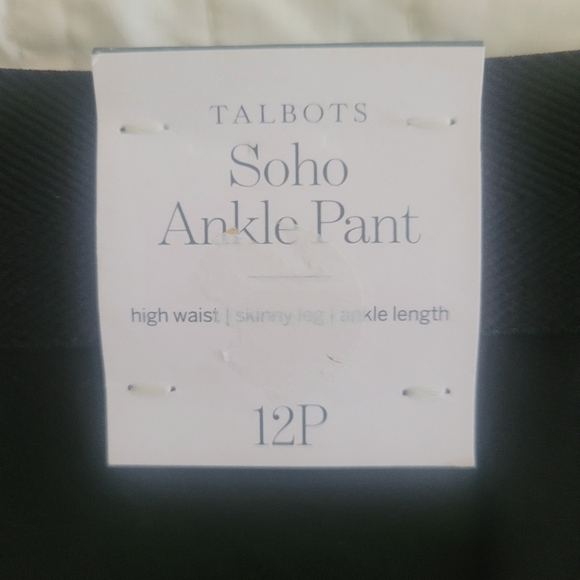 TALBOTS
Soho
Ankle Pant
high waist | skinny leg | ankle length
12P